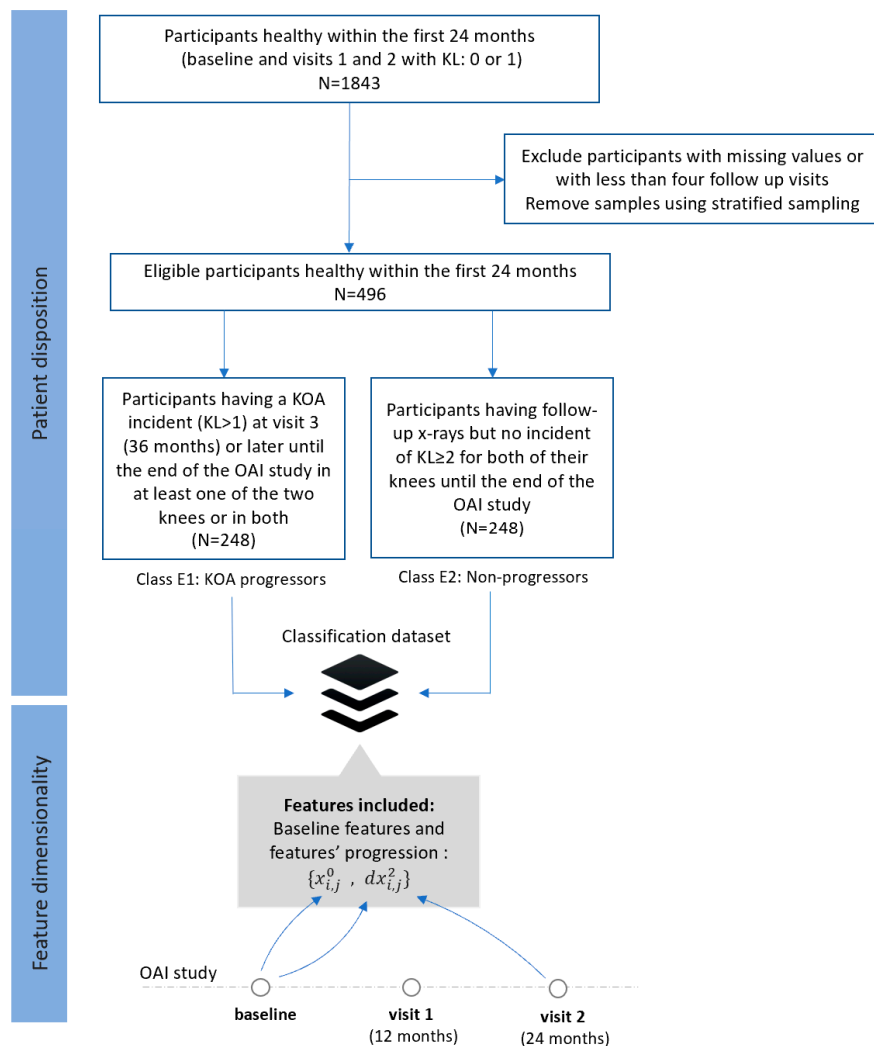 Patient disposition
Participants healthy within the first 24 months
(baseline and visits 1 and 2 with KL: 0 or 1)
N=1843
Exclude participants with missing values or
with less than four follow up visits
Remove samples using stratified sampling
Eligible participants healthy within the first 24 months
N=496
Participants having a KOA
incident (KL>1) at visit 3
(36 months) or later until
the end of the OAI study in
at least one of the two
knees or in both
(N=248)
Participants having follow-
up x-rays but no incident
of KL≥2 for both of their
knees until the end of the
OAI study
(N=248)
Class E1: KOA progressors
Class E2: Non-progressors
Classification dataset
Feature dimensionality
Features included:
Baseline features and
features’ progression :
{x⁰ᵢ,ⱼ , dx²ᵢ,ⱼ}
OAI study
baseline
visit 1
(12 months)
visit 2
(24 months)